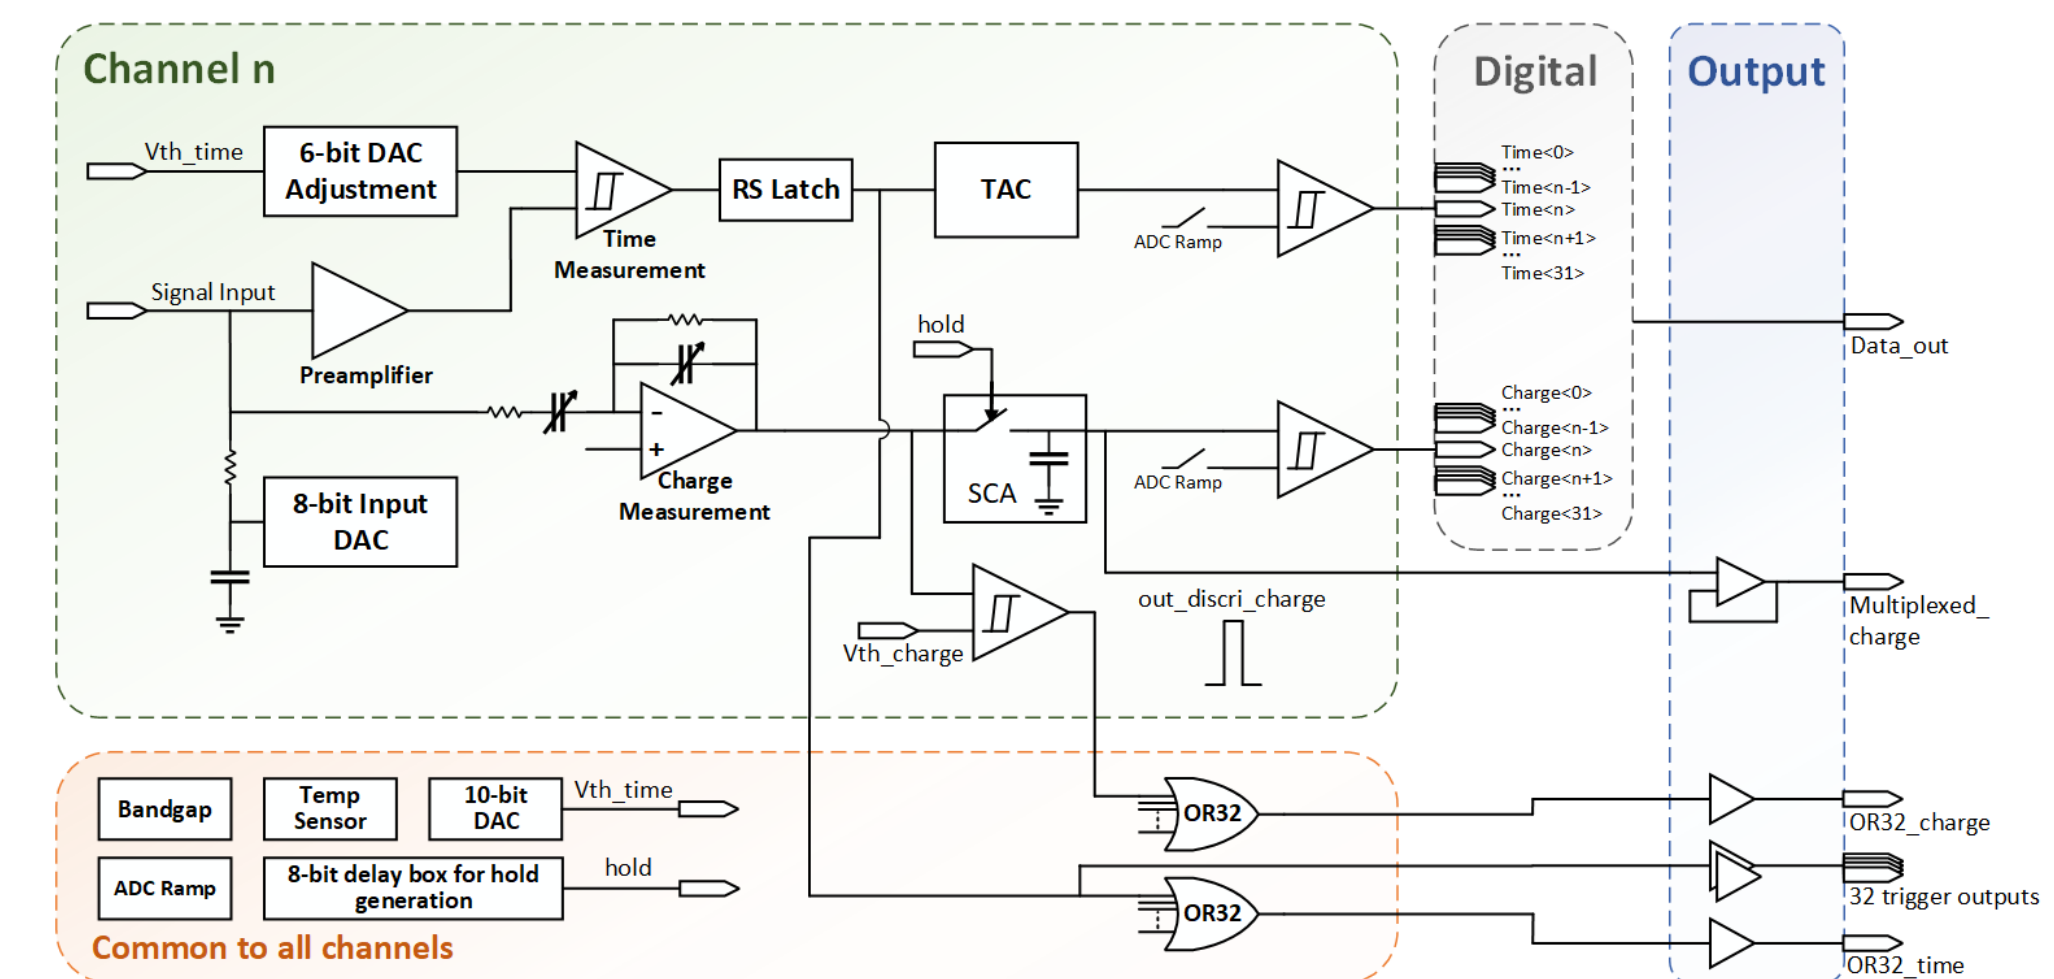 Channel n
Digital
Output
Vth_time
6-bit DAC
Adjustment
RS Latch
TAC
Time
Measurement
ADC Ramp
Time<0>
...
Time<n-1>
Time<n>
Time<n+1>
...
Time<31>
Signal Input
Preamplifier
hold
Data_out
-
+
Charge
Measurement
SCA
ADC Ramp
Charge<0>
...
Charge<n-1>
Charge<n>
Charge<n+1>
...
Charge<31>
8-bit Input
DAC
Vth_charge
out_discri_charge
Multiplexed_
charge
Bandgap
Temp
Sensor
10-bit
DAC
Vth_time
ADC Ramp
8-bit delay box for hold
generation
hold
Common to all channels
OR32
OR32
OR32_charge
32 trigger outputs
OR32_time